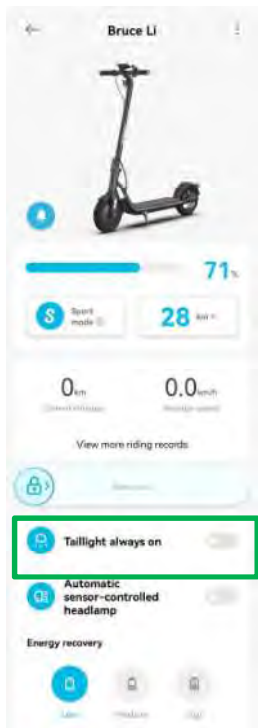 Bruce Li
71%
Sport
mode
28 km
0km
0.0km/h
View more riding records
Taillight always on
Automatic
sensor-controlled
headlamp
Energy recovery